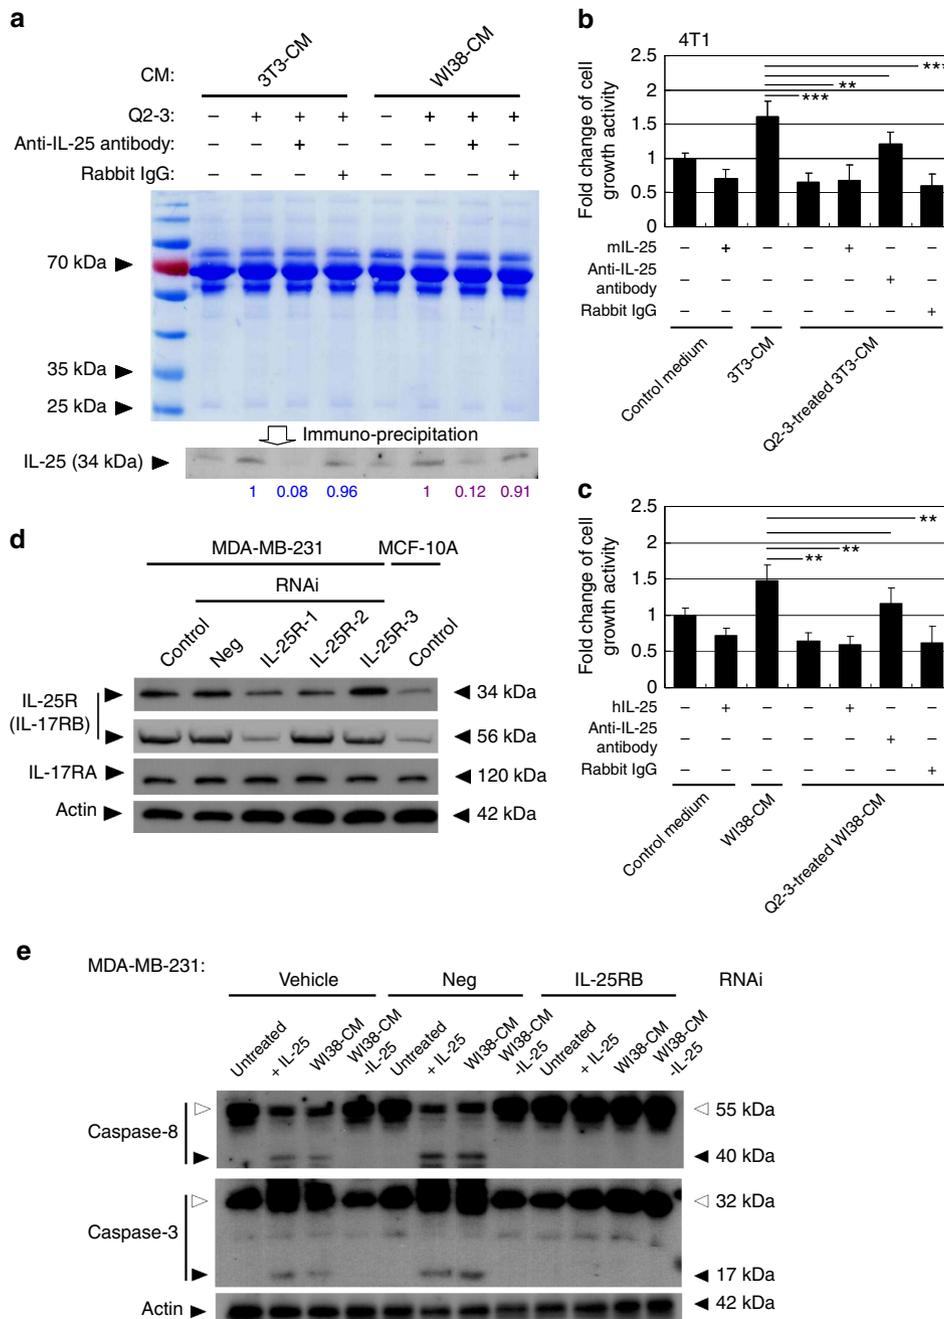 a
CM:
3T3-CM
WI38-CM
Q2-3: – + + + – + + +
Anti-IL-25 antibody: – – + – – – + –
Rabbit IgG: – – – + – – – +
70 kDa
35 kDa
25 kDa
Immuno-precipitation
IL-25 (34 kDa)
1 0.08 0.96 1 0.12 0.91
b
4T1
Fold change of cell
growth activity
2.5
2
1.5
1
0.5
0
***
**
***
mIL-25 – + – – + – –
Anti-IL-25
antibody – – – – – + –
Rabbit IgG – – – – – – +
Control medium
3T3-CM
Q2-3-treated 3T3-CM
c
Fold change of cell
growth activity
2.5
2
1.5
1
0.5
0
**
**
**
hIL-25 – + – – + – –
Anti-IL-25
antibody – – – – – + –
Rabbit IgG – – – – – – +
Control medium
WI38-CM
Q2-3-treated WI38-CM
d
MDA-MB-231 MCF-10A
RNAi
Control
Neg
IL-25R-1
IL-25R-2
IL-25R-3
Control
IL-25R
(IL-17RB)
34 kDa
56 kDa
IL-17RA
120 kDa
Actin
42 kDa
e
MDA-MB-231:
Vehicle Neg IL-25RB RNAi
Untreated
+ IL-25
WI38-CM
WI38-CM
-IL-25
Untreated
+ IL-25
WI38-CM
WI38-CM
-IL-25
Untreated
+ IL-25
WI38-CM
WI38-CM
-IL-25
Caspase-8
55 kDa
40 kDa
Caspase-3
32 kDa
17 kDa
Actin
42 kDa